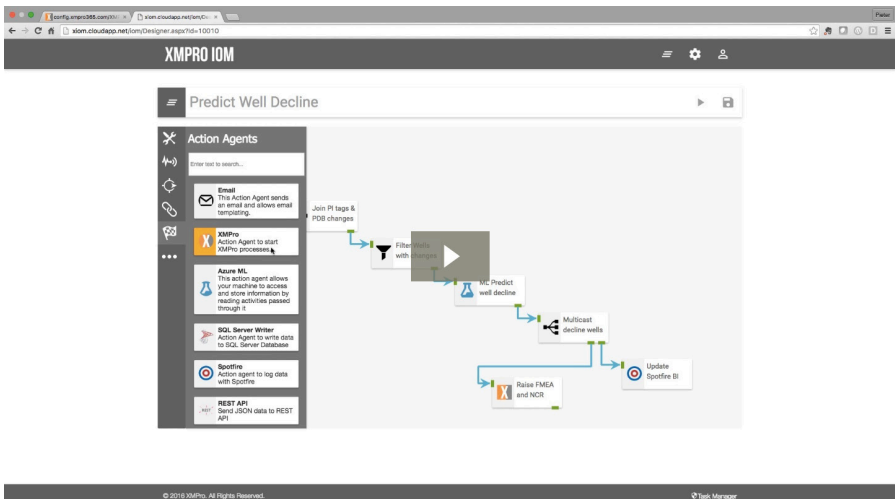 config.xmpro365.com/XM
xiom.cloudapp.net/iom/De
Pieter
xiom.cloudapp.net/iom/Designer.aspx?id=10010
XMPRO IOM
Predict Well Decline
Action Agents
Enter text to search...
Email
This Action Agent sends
an email and allows email
templating.
XMPro
Action Agent to start
XMPro processes.
Azure ML
This action agent allows
your machine to access
and store information by
reading activities passed
through it
SQL Server Writer
Action Agent to write data
to SQL Server Database
Spotfire
Action agent to log data
with Spotfire
REST API
Send JSON data to REST
API
Join PI tags &
PDB changes
Filter Wells
with changes
ML Predict
well decline
Multicast
decline wells
Update
Spotfire BI
Raise FMEA
and NCR
© 2016 XMPro. All Rights Reserved.
Task Manager